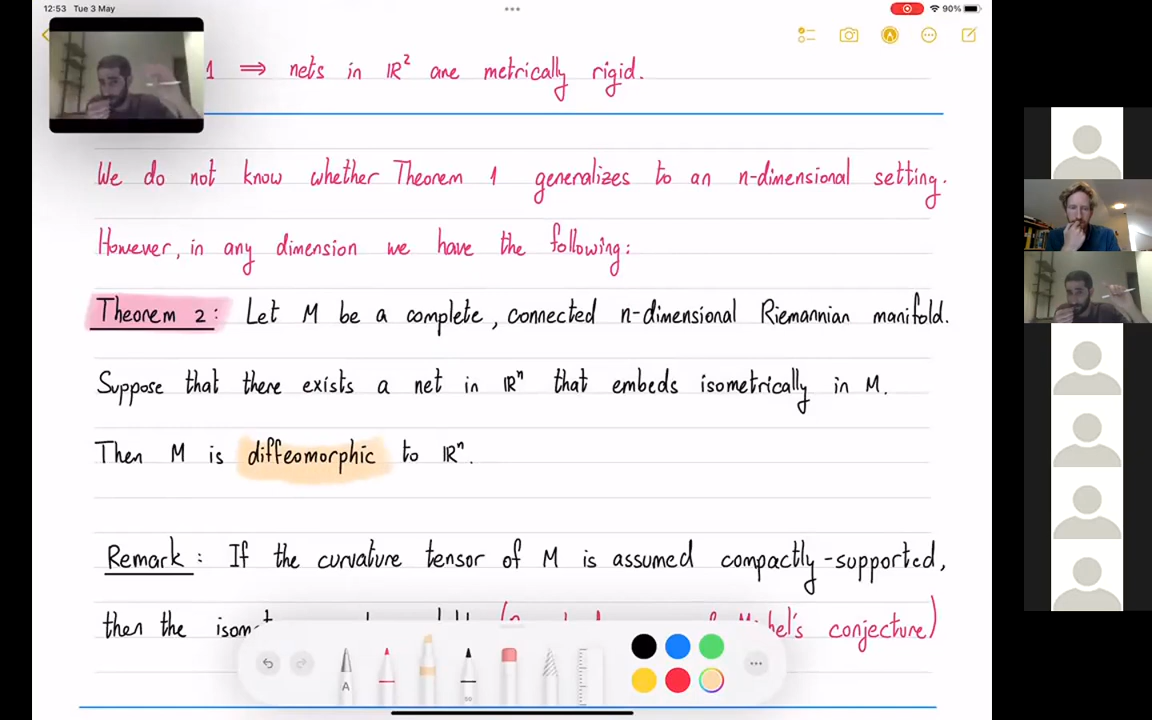 12:53 Tue 3 May
90%
1 ⟹ nets in ℝ² are metrically rigid.
We do not know whether Theorem 1 generalizes to an n-dimensional setting.
However, in any dimension we have the following:
Theorem 2: Let M be a complete, connected n-dimensional Riemannian manifold.
Suppose that there exists a net in ℝⁿ that embeds isometrically in M.
Then M is diffeomorphic to ℝⁿ.
Remark: If the curvature tensor of M is assumed compactly-supported,
then the conjecture)
A
50